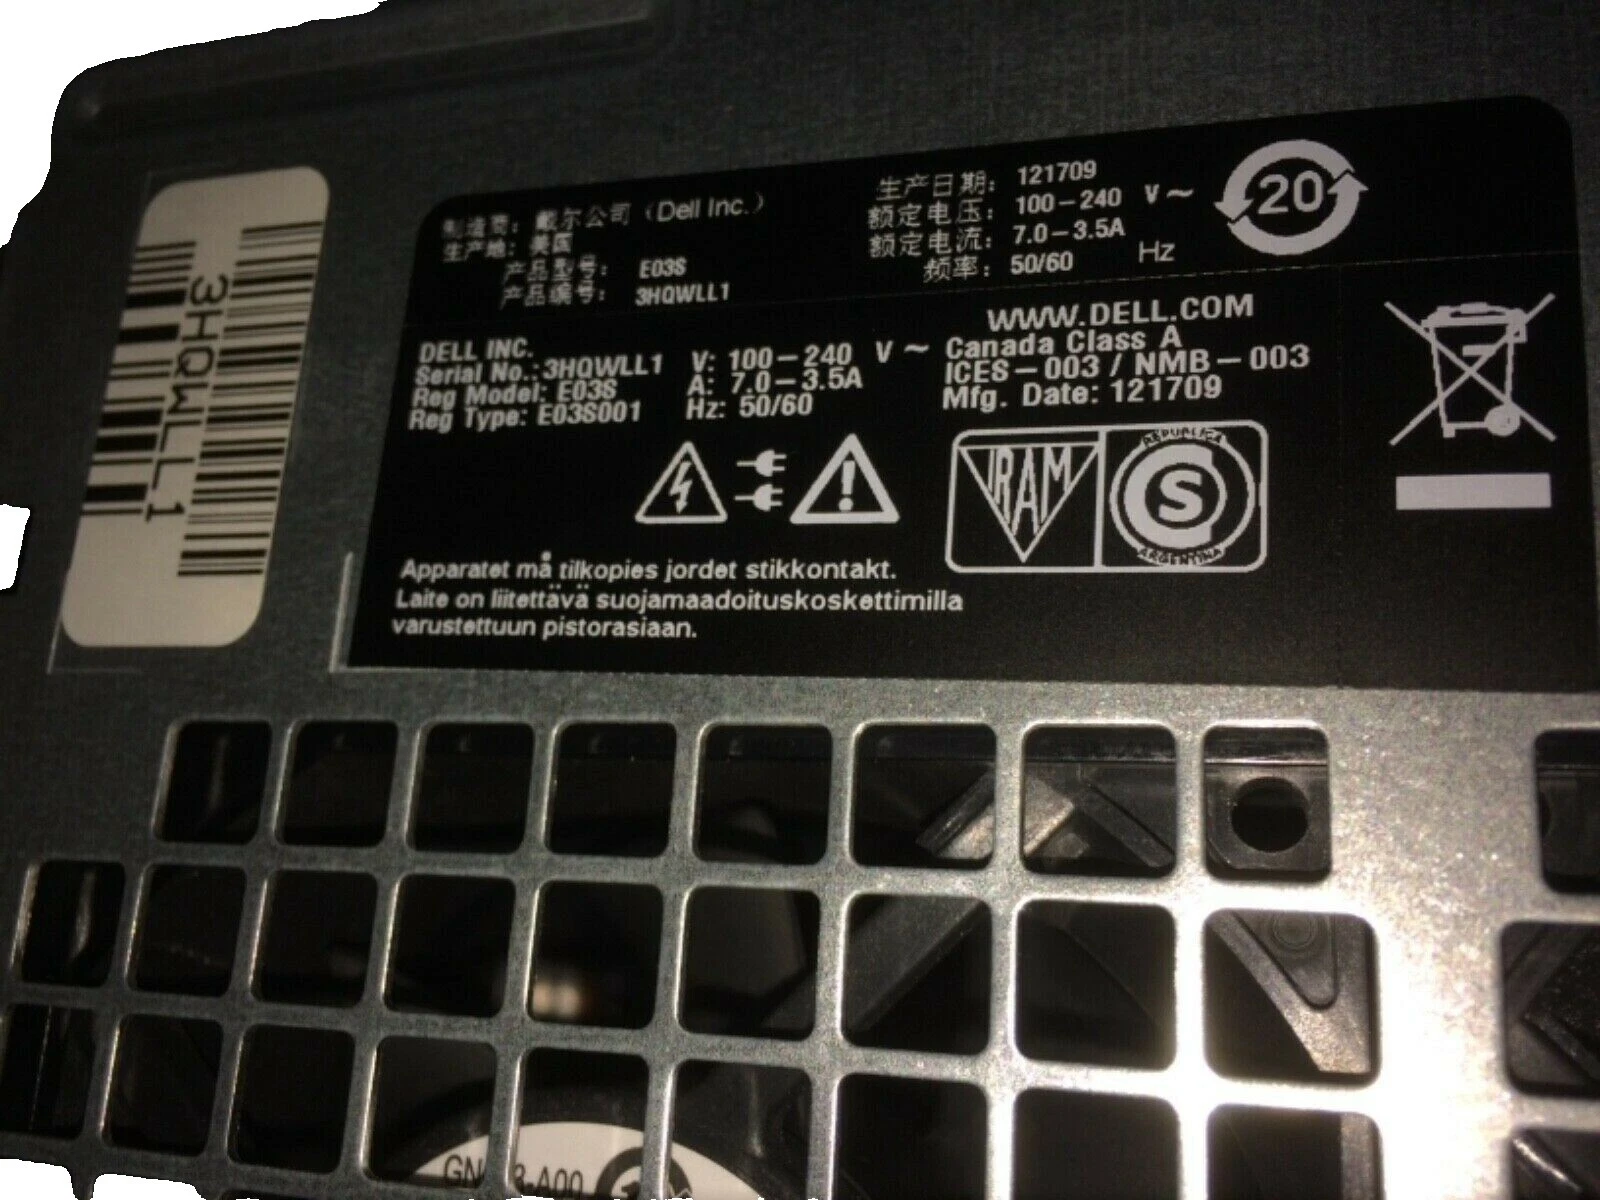 3HQWLL1
制造商：戴尔公司（Dell Inc.）
生产地：美国
产品型号：E03S
产品编号：3HQWLL1
生产日期：121709
额定电压：100-240 V~
额定电流：7.0-3.5A
频率：50/60 Hz
20
DELL INC.
Serial No.:3HQWLL1
Reg Model: E03S
Reg Type: E03S001
V: 100-240 V~
A: 7.0-3.5A
Hz: 50/60
WWW.DELL.COM
Canada Class A
ICES-003 / NMB-003
Mfg. Date: 121709
IRAM
REPUBLICA
S
ARGENTINA
Apparatet må tilkopies jordet stikkontakt.
Laite on liitettävä suojamaadoituskoskettimilla
varustettuun pistorasiaan.
-A00